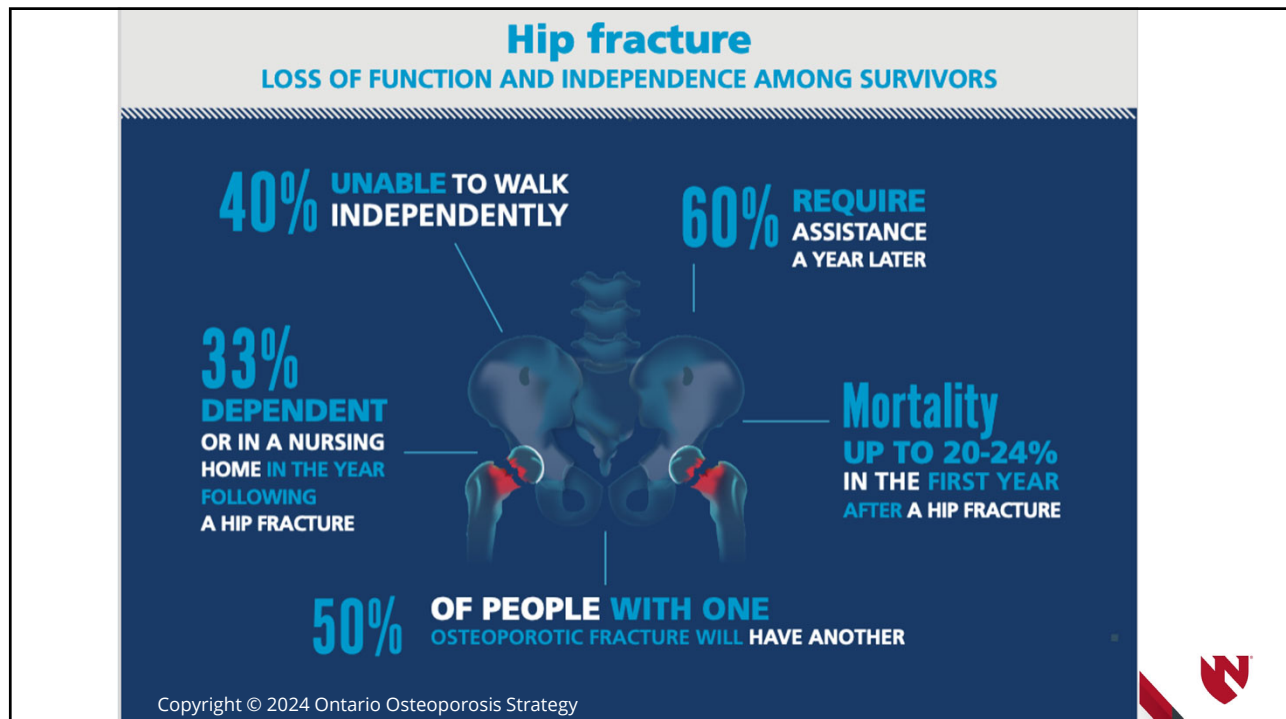 Hip fracture
LOSS OF FUNCTION AND INDEPENDENCE AMONG SURVIVORS
40% UNABLE TO WALK
INDEPENDENTLY
60% REQUIRE
ASSISTANCE
A YEAR LATER
33%
DEPENDENT
OR IN A NURSING
HOME IN THE YEAR
FOLLOWING
A HIP FRACTURE
Mortality
UP TO 20-24%
IN THE FIRST YEAR
AFTER A HIP FRACTURE
50% OF PEOPLE WITH ONE
OSTEOPOROTIC FRACTURE WILL HAVE ANOTHER
Copyright © 2024 Ontario Osteoporosis Strategy
N